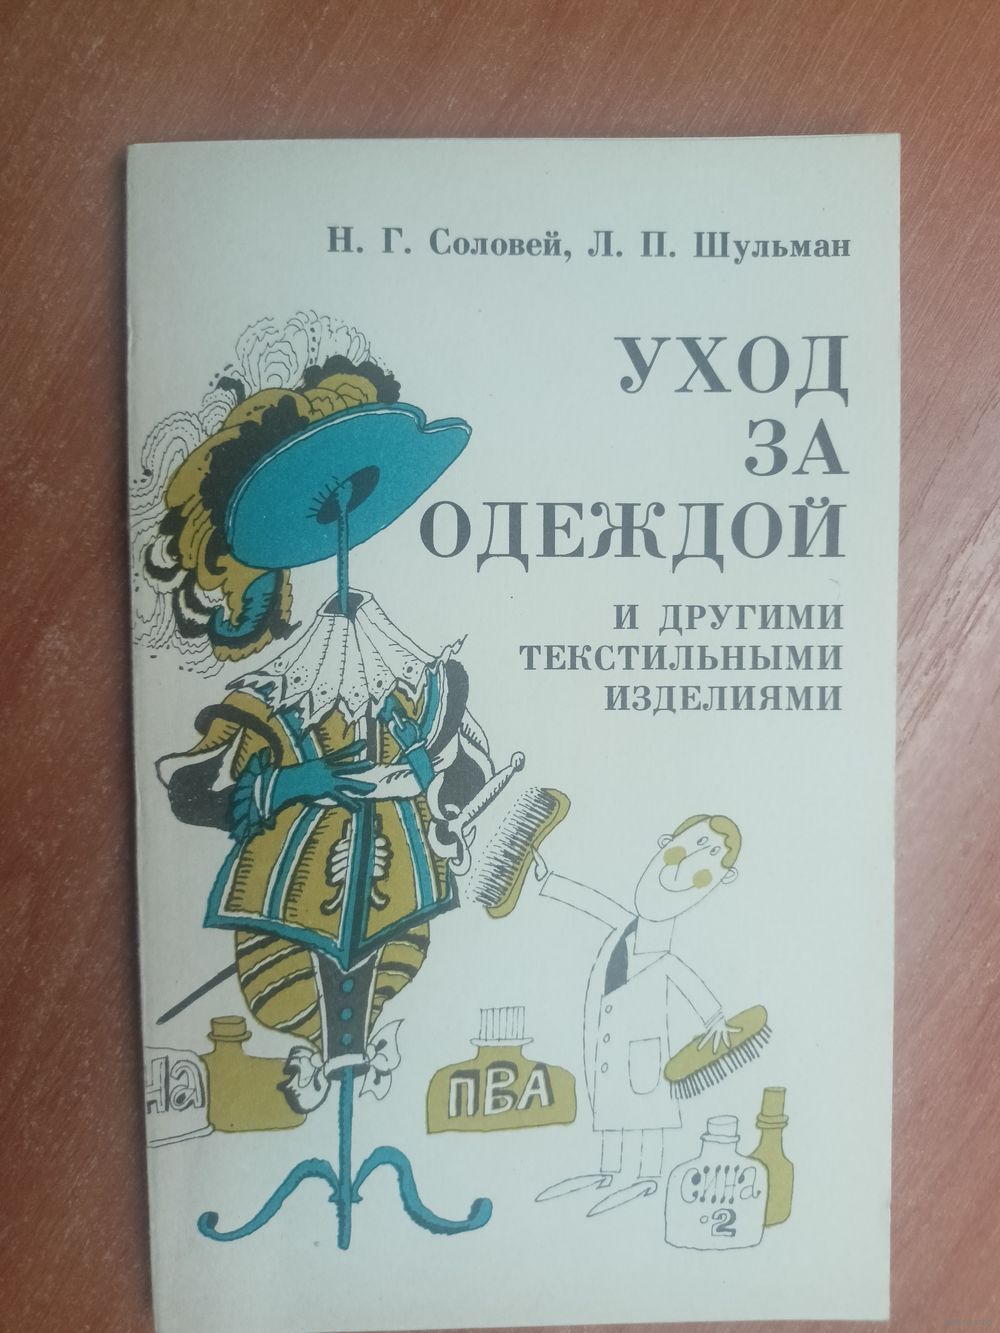 Н. Г. Соловей, Л. П. Шульман
УХОД
ЗА
ОДЕЖДОЙ
И ДРУГИМИ
ТЕКСТИЛЬНЫМИ
ИЗДЕЛИЯМИ
на
ПВА
сина
·2